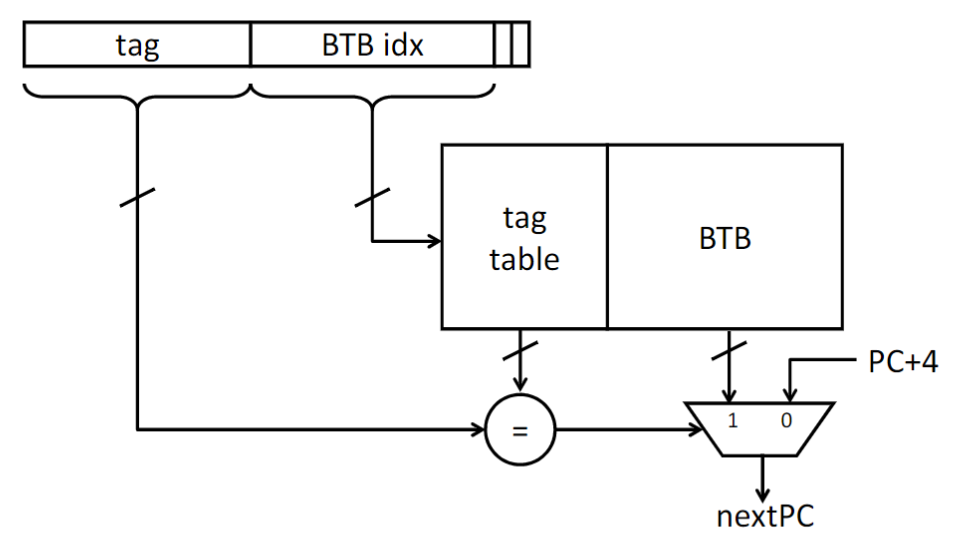 tag
BTB idx
tag
table
BTB
PC+4
=
1
0
nextPC